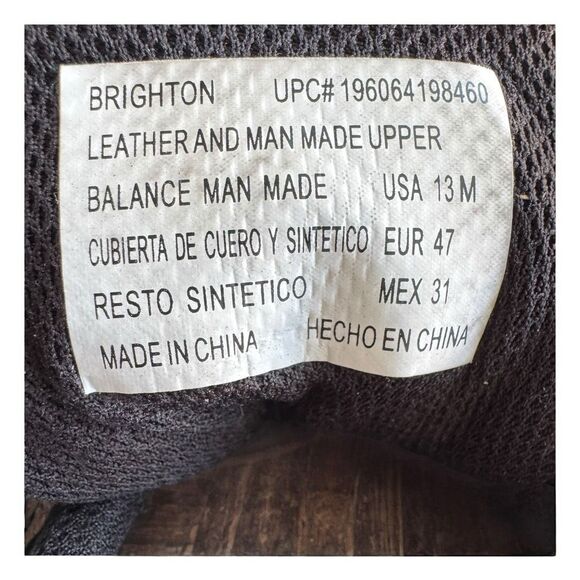 BRIGHTON UPC# 196064198460
LEATHER AND MAN MADE UPPER
BALANCE MAN MADE USA 13 M
CUBIERTA DE CUERO Y SINTETICO EUR 47
RESTO SINTETICO MEX 31
MADE IN CHINA HECHO EN CHINA